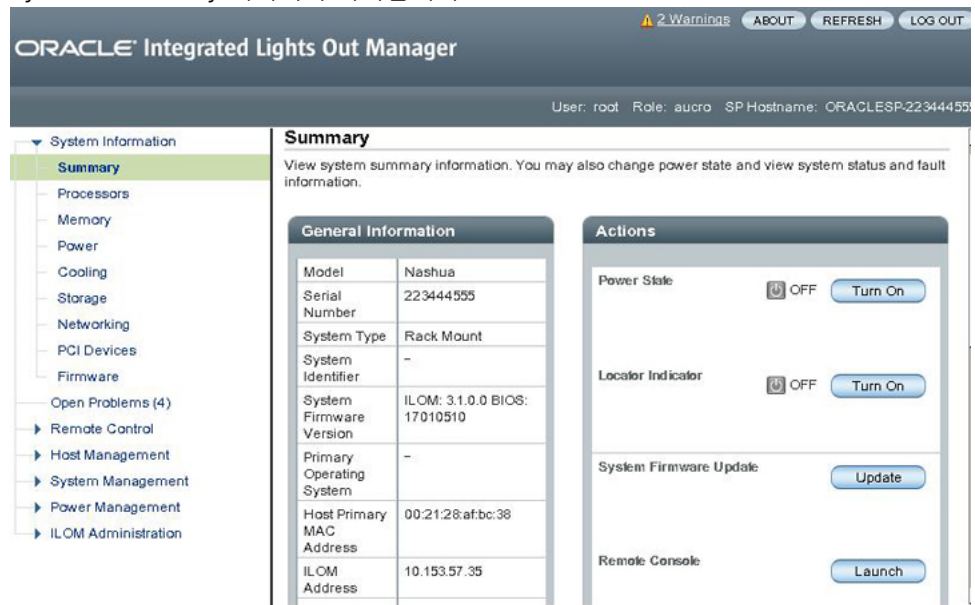 2 Warnings ABOUT REFRESH LOG OUT
ORACLE Integrated Lights Out Manager
User: root Role: aucro SP Hostname: ORACLESP-223444555
System Information
Summary
Processors
Memory
Power
Cooling
Storage
Networking
PCI Devices
Firmware
Open Problems (4)
Remote Control
Host Management
System Management
Power Management
ILOM Administration
Summary
View system summary information. You may also change power state and view system status and fault
information.
General Information
Model Nashua
Serial
Number 223444555
System Type Rack Mount
System
Identifier -
System
Firmware
Version ILOM: 3.1.0.0 BIOS:
17010510
Primary
Operating
System -
Host Primary
MAC
Address 00:21:28:af:bc:38
ILOM
Address 10.153.57.35
Actions
Power State OFF Turn On
Locator Indicator OFF Turn On
System Firmware Update Update
Remote Console Launch